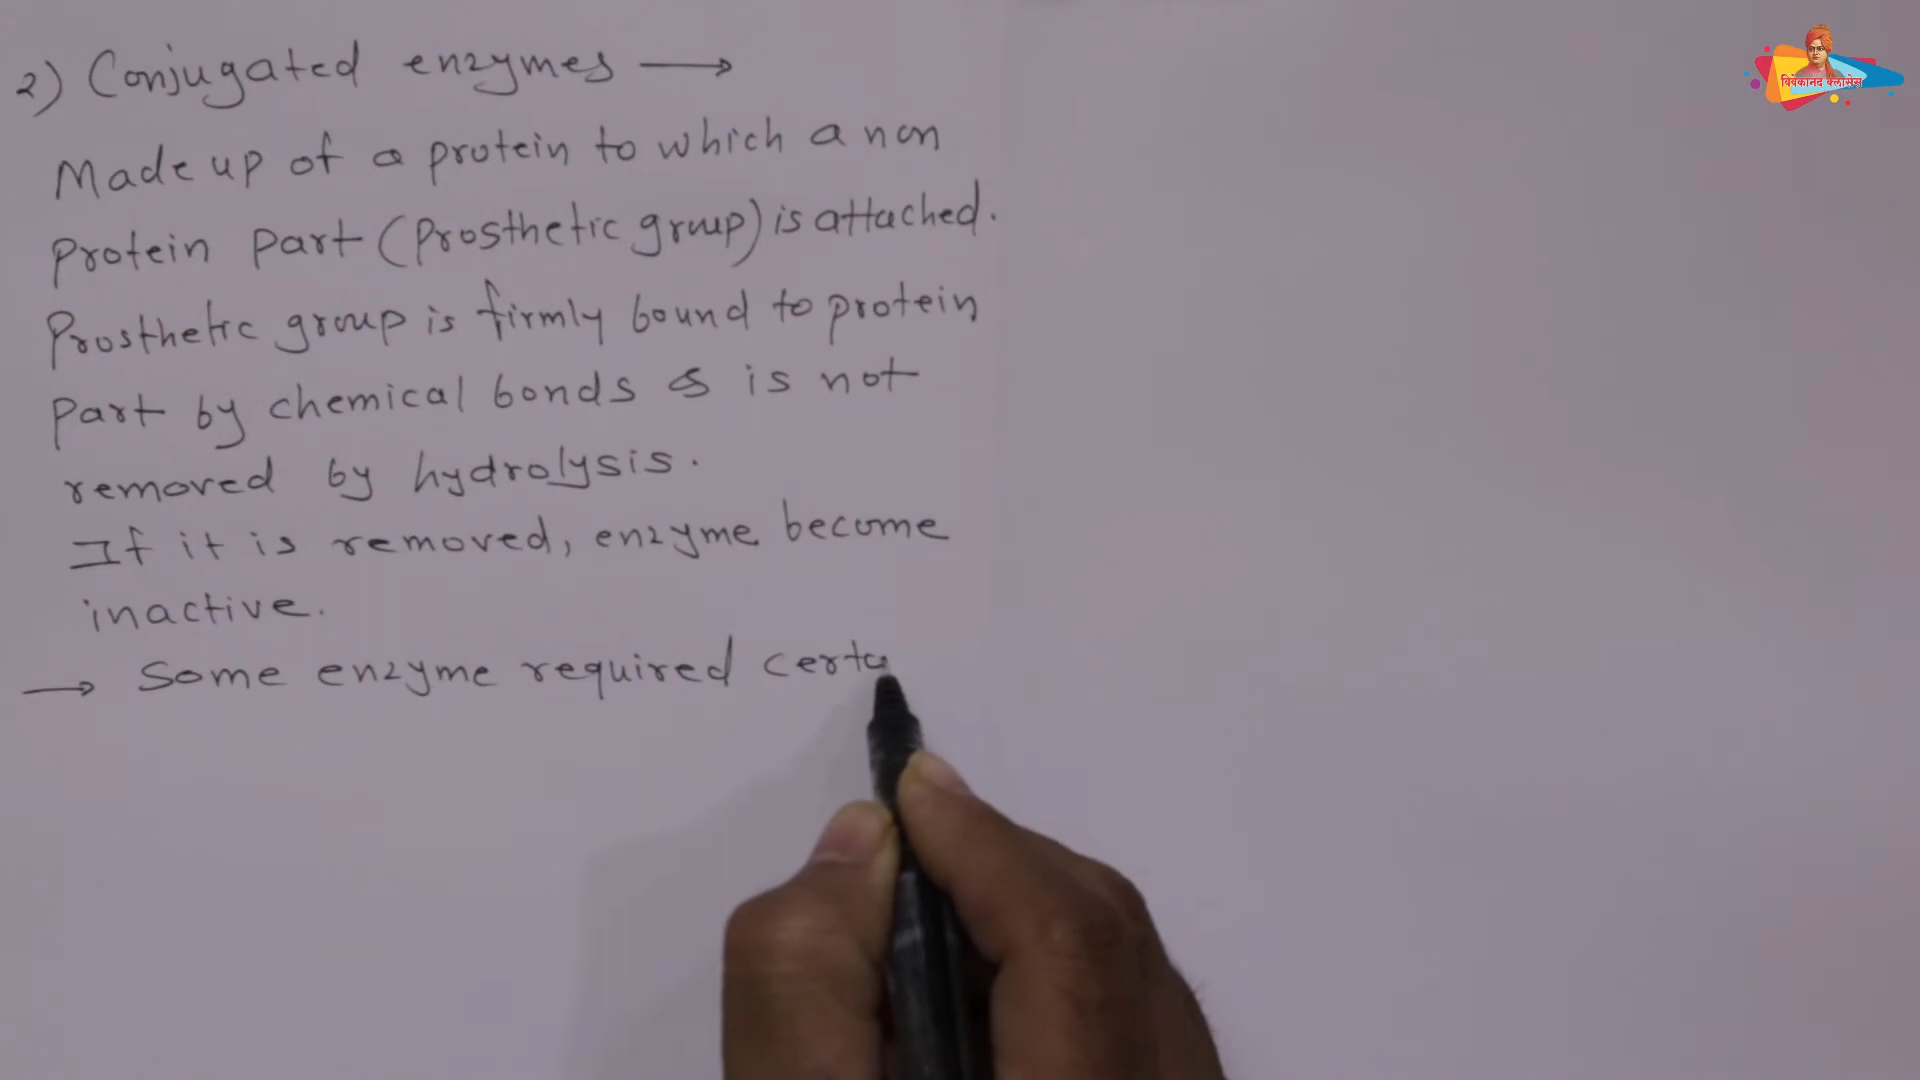 2) Conjugated enzymes →
Made up of a protein to which a non
protein part (prosthetic group) is attached.
Prosthetic group is firmly bound to protein
part by chemical bonds & is not
removed by hydrolysis.
If it is removed, enzyme become
inactive.
→ Some enzyme required certa
विवेकानंद क्लासेस